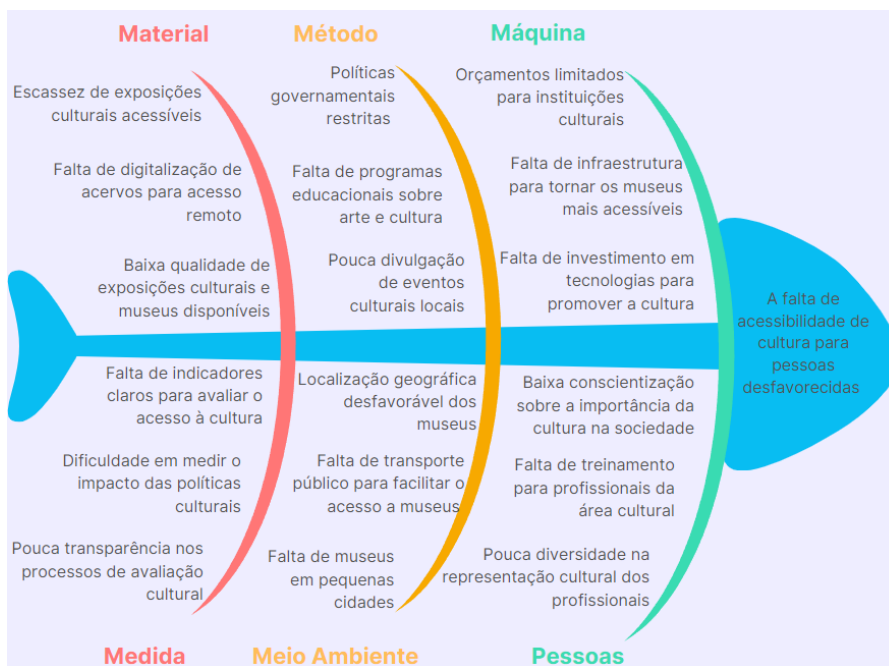 Material
Escassez de exposições
culturais acessíveis
Falta de digitalização de
acervos para acesso
remoto
Baixa qualidade de
exposições culturais e
museus disponíveis
Método
Políticas
governamentais
restritas
Falta de programas
educacionais sobre
arte e cultura
Pouca divulgação
de eventos
culturais locais
Máquina
Orçamentos limitados
para instituições
culturais
Falta de infraestrutura
para tornar os museus
mais acessíveis
Falta de investimento em
tecnologias para
promover a cultura
A falta de
acessibilidade de
cultura para
pessoas
desfavorecidas
Falta de indicadores
claros para avaliar o
acesso à cultura
Dificuldade em medir o
impacto das políticas
culturais
Pouca transparência nos
processos de avaliação
cultural
Medida
Localização geográfica
desfavorável dos
museus
Falta de transporte
público para facilitar o
acesso a museus
Falta de museus
em pequenas
cidades
Meio Ambiente
Baixa conscientização
sobre a importância da
cultura na sociedade
Falta de treinamento
para profissionais da
área cultural
Pouca diversidade na
representação cultural dos
profissionais
Pessoas